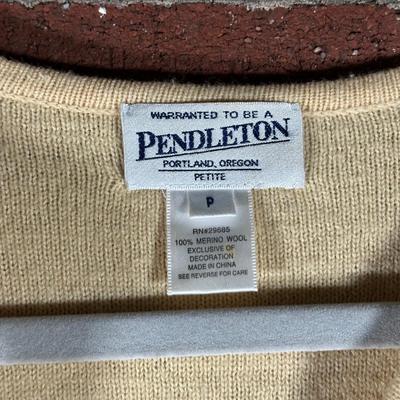 WARRANTED TO BE A
PENDLETON
PORTLAND, OREGON
PETITE
P
RN#29685
100% MERINO WOOL
EXCLUSIVE OF
DECORATION
MADE IN CHINA
SEE REVERSE FOR CARE